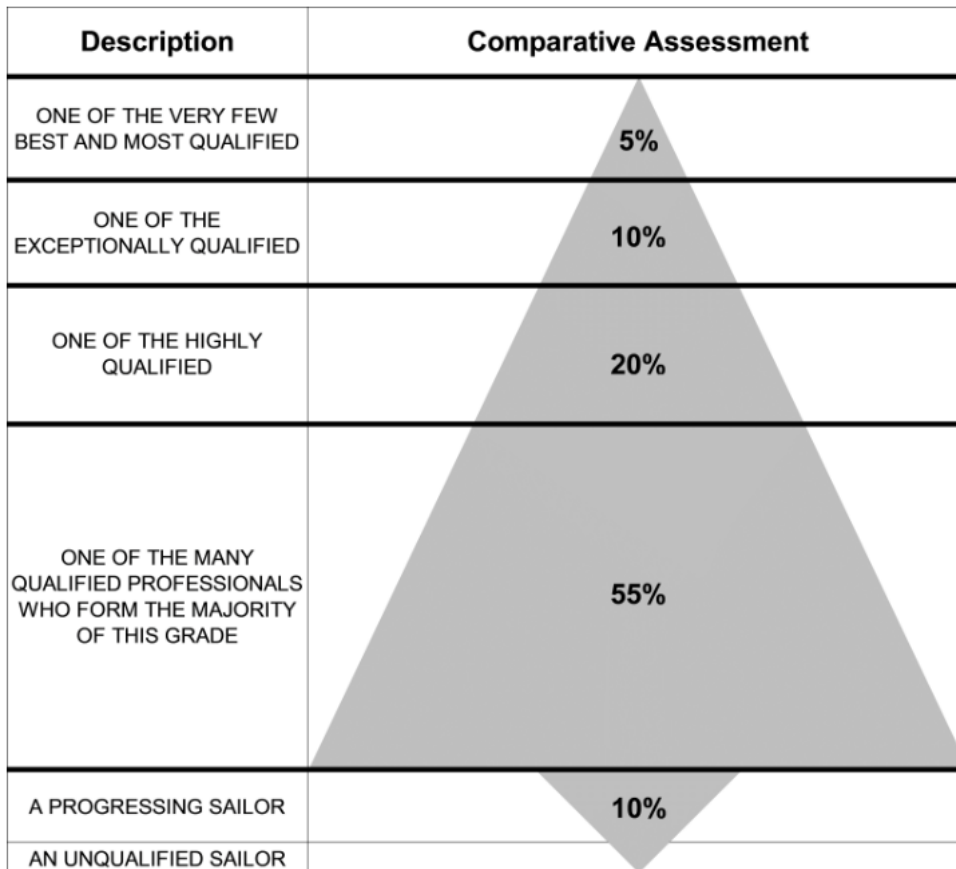 Description
Comparative Assessment
ONE OF THE VERY FEW
BEST AND MOST QUALIFIED
5%
ONE OF THE
EXCEPTIONALLY QUALIFIED
10%
ONE OF THE HIGHLY
QUALIFIED
20%
ONE OF THE MANY
QUALIFIED PROFESSIONALS
WHO FORM THE MAJORITY
OF THIS GRADE
55%
A PROGRESSING SAILOR
10%
AN UNQUALIFIED SAILOR